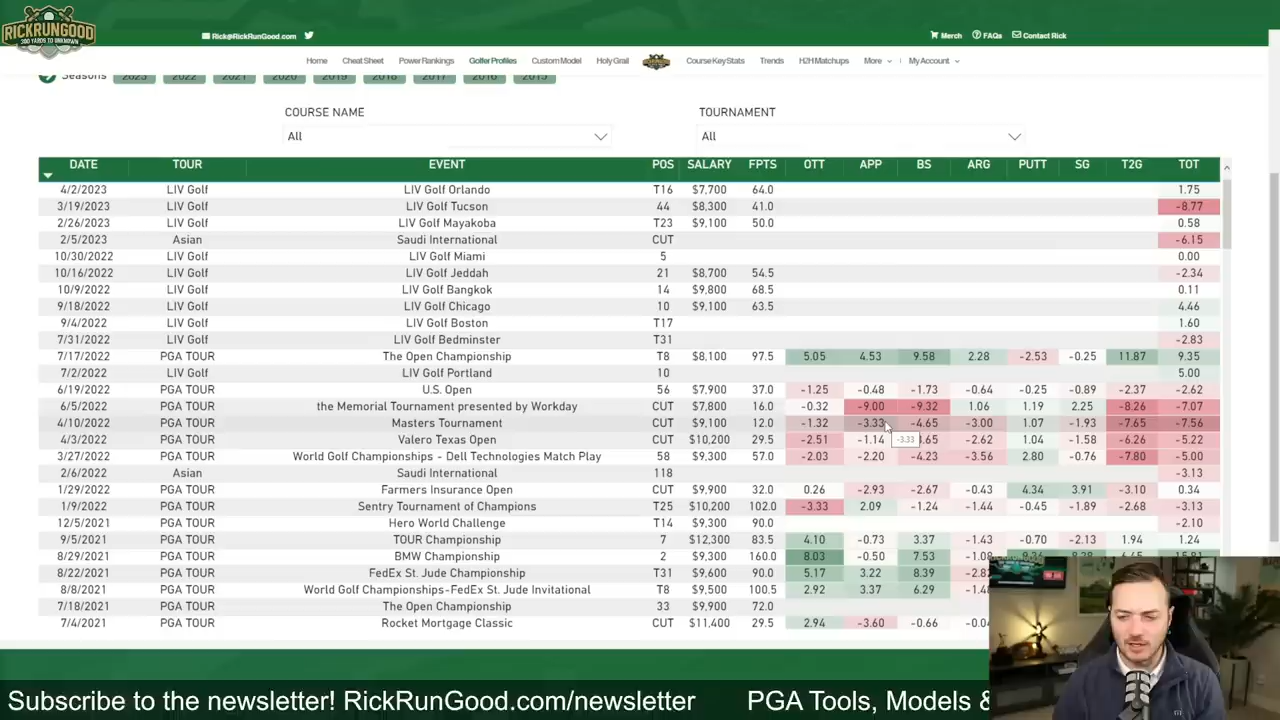 RICKRUNGOOD
300 YARDS TO UNKNOWN
Rick@RickRunGood.com
Merch FAQs Contact Rick
Home Cheat Sheet Power Rankings Golfer Profiles Custom Model Holy Grail Course Key Stats Trends H2H Matchups More My Account
Seasons 2023 2022 2021 2020 2019 2018 2017 2016 2015
COURSE NAME TOURNAMENT
All All
DATE TOUR EVENT POS SALARY FPTS OTT APP BS ARG PUTT SG T2G TOT
4/2/2023 LIV Golf LIV Golf Orlando T16 $7,700 64.0 1.75
3/19/2023 LIV Golf LIV Golf Tucson 44 $8,300 41.0 -8.77
2/26/2023 LIV Golf LIV Golf Mayakoba T23 $9,100 50.0 0.58
2/5/2023 Asian Saudi International CUT -6.15
10/30/2022 LIV Golf LIV Golf Miami 5 0.00
10/16/2022 LIV Golf LIV Golf Jeddah 21 $8,700 54.5 -2.34
10/9/2022 LIV Golf LIV Golf Bangkok 14 $9,800 68.5 0.11
9/18/2022 LIV Golf LIV Golf Chicago 10 $9,100 63.5 4.46
9/4/2022 LIV Golf LIV Golf Boston T17 1.60
7/31/2022 LIV Golf LIV Golf Bedminster T31 -2.83
7/17/2022 PGA TOUR The Open Championship T8 $8,100 97.5 5.05 4.53 9.58 2.28 -2.53 -0.25 11.87 9.35
7/2/2022 LIV Golf LIV Golf Portland 10 5.00
6/19/2022 PGA TOUR U.S. Open 56 $7,900 37.0 -1.25 -0.48 -1.73 -0.64 -0.25 -0.89 -2.37 -2.62
6/5/2022 PGA TOUR the Memorial Tournament presented by Workday CUT $7,800 16.0 -0.32 -9.00 -9.32 1.06 1.19 2.25 -8.26 -7.07
4/10/2022 PGA TOUR Masters Tournament CUT $9,100 12.0 -1.32 -3.33 -4.65 -3.00 1.07 -1.93 -7.65 -7.56
4/3/2022 PGA TOUR Valero Texas Open CUT $10,200 29.5 -2.51 -1.14 -3.33 .65 -2.62 1.04 -1.58 -6.26 -5.22
3/27/2022 PGA TOUR World Golf Championships - Dell Technologies Match Play 58 $9,300 57.0 -2.03 -2.20 -4.23 -3.56 2.80 -0.76 -7.80 -5.00
2/6/2022 Asian Saudi International 118 -3.13
1/29/2022 PGA TOUR Farmers Insurance Open CUT $9,900 32.0 0.26 -2.93 -2.67 -0.43 4.34 3.91 -3.10 0.34
1/9/2022 PGA TOUR Sentry Tournament of Champions T25 $10,200 102.0 -3.33 2.09 -1.24 -1.44 -0.45 -1.89 -2.68 -3.13
12/5/2021 PGA TOUR Hero World Challenge T14 $9,300 90.0 -2.10
9/5/2021 PGA TOUR TOUR Championship 7 $12,300 83.5 4.10 -0.73 3.37 -1.43 -0.70 -2.13 1.94 1.24
8/29/2021 PGA TOUR BMW Championship 2 $9,300 160.0 8.03 -0.50 7.53
8/22/2021 PGA TOUR FedEx St. Jude Championship T31 $9,600 90.0 5.17 3.22 8.39
8/8/2021 PGA TOUR World Golf Championships-FedEx St. Jude Invitational T8 $9,500 100.5 2.92 3.37 6.29
7/18/2021 PGA TOUR The Open Championship 33 $9,900 72.0
7/4/2021 PGA TOUR Rocket Mortgage Classic CUT $11,400 29.5 2.94 -3.60 -0.66
Subscribe to the newsletter! RickRunGood.com/newsletter PGA Tools, Models &